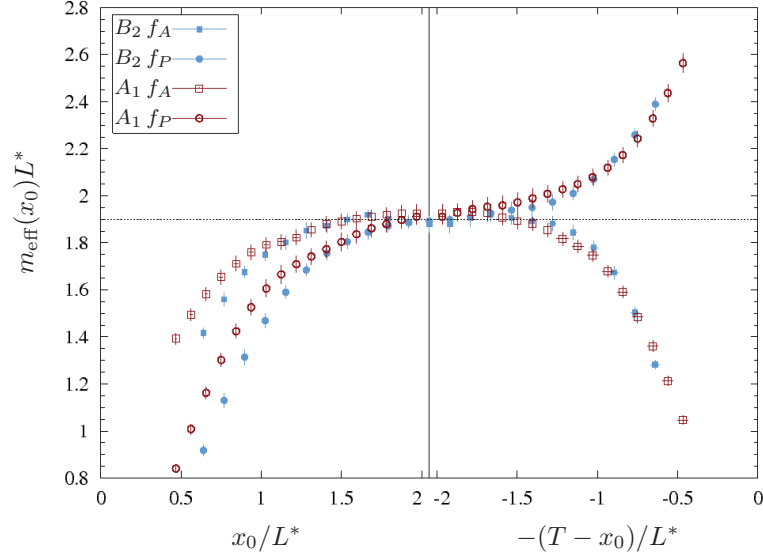 2.8
2.6
2.4
2.2
2
1.8
1.6
1.4
1.2
1
0.8
m_eff(x_0)L^*
B_2 f_A
B_2 f_P
A_1 f_A
A_1 f_P
0 0.5 1 1.5 2 -2 -1.5 -1 -0.5 0
x_0/L^* -(T − x_0)/L^*